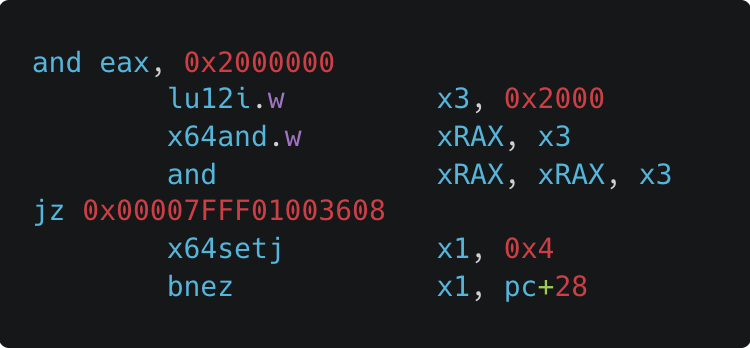 and eax, 0x2000000
lu12i.w x3, 0x2000
x64and.w xRAX, x3
and xRAX, xRAX, x3
jz 0x00007FFF01003608
x64setj x1, 0x4
bnez x1, pc+28